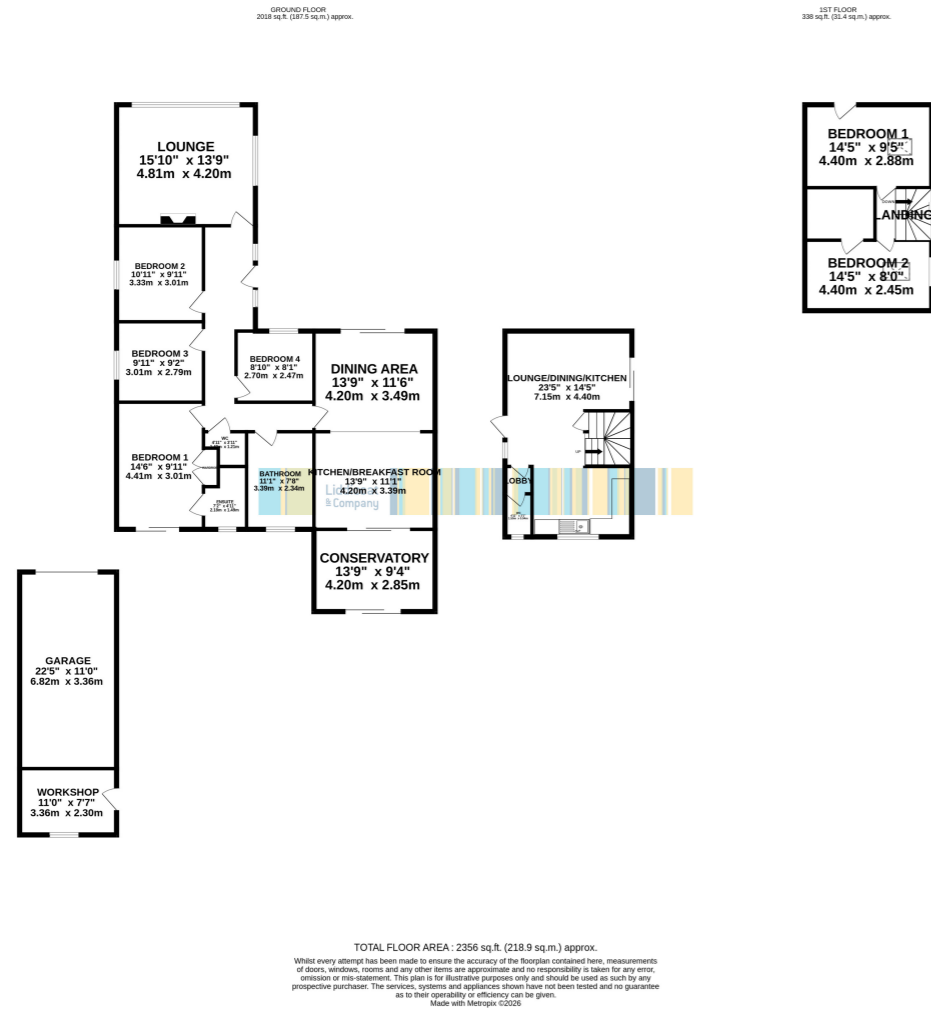 GROUND FLOOR
2018 sq.ft. (187.5 sq.m.) approx.
1ST FLOOR
338 sq.ft. (31.4 sq.m.) approx.
LOUNGE
15'10" x 13'9"
4.81m x 4.20m
BEDROOM 2
10'11" x 9'11"
3.33m x 3.01m
BEDROOM 3
9'11" x 9'2"
3.01m x 2.79m
BEDROOM 4
8'10" x 8'1"
2.70m x 2.47m
DINING AREA
13'9" x 11'6"
4.20m x 3.49m
BEDROOM 1
14'6" x 9'11"
4.41m x 3.01m
WC
ENSUITE
BATHROOM
11'1" x 7'8"
3.39m x 2.34m
KITCHEN/BREAKFAST ROOM
13'9" x 11'1"
4.20m x 3.39m
& Company
CONSERVATORY
13'9" x 9'4"
4.20m x 2.85m
LOUNGE/DINING/KITCHEN
23'5" x 14'5"
7.15m x 4.40m
UP
LOBBY
BEDROOM 1
14'5" x 9'5"
4.40m x 2.88m
DOWN
LANDING
BEDROOM 2
14'5" x 8'0"
4.40m x 2.45m
GARAGE
22'5" x 11'0"
6.82m x 3.36m
WORKSHOP
11'0" x 7'7"
3.36m x 2.30m
TOTAL FLOOR AREA : 2356 sq.ft. (218.9 sq.m.) approx.
Whilst every attempt has been made to ensure the accuracy of the floorplan contained here, measurements
of doors, windows, rooms and any other items are approximate and no responsibility is taken for any error,
omission or mis-statement. This plan is for illustrative purposes only and should be used as such by any
prospective purchaser. The services, systems and appliances shown have not been tested and no guarantee
as to their operability or efficiency can be given.
Made with Metropix ©2026